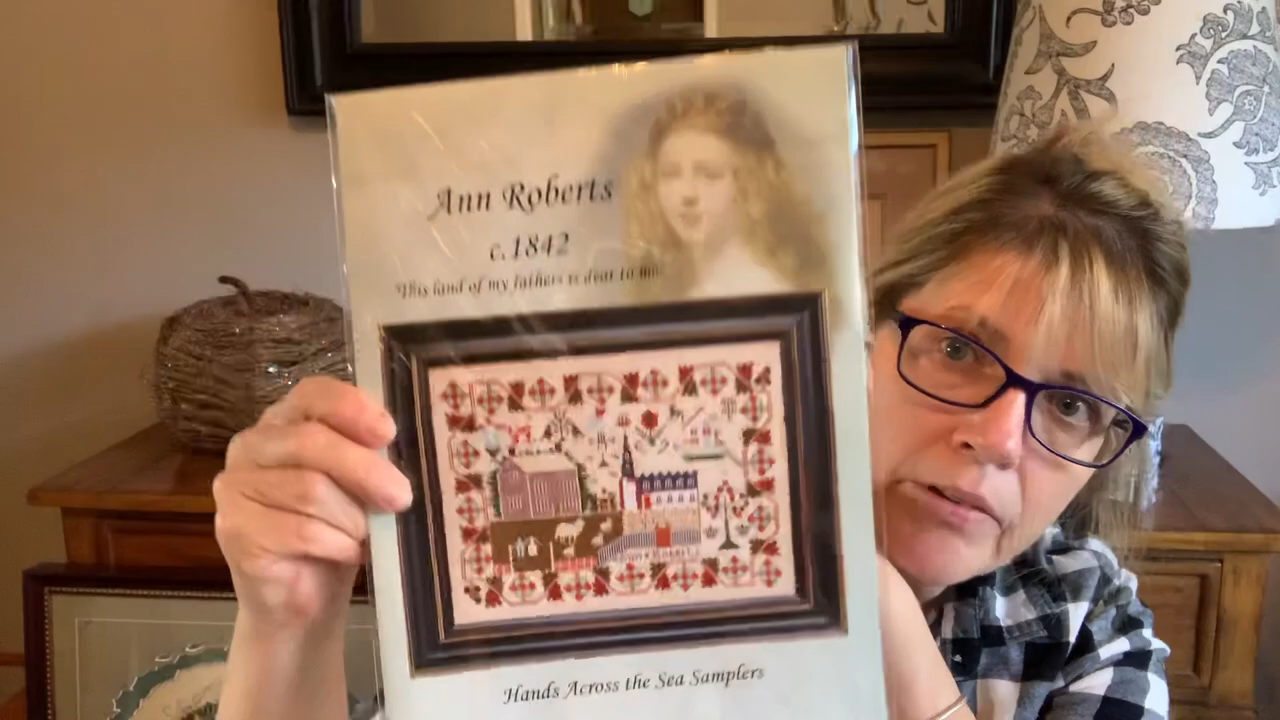 Ann Roberts
c.1842
"This land of my fathers is dear to me"
Hands Across the Sea Samplers